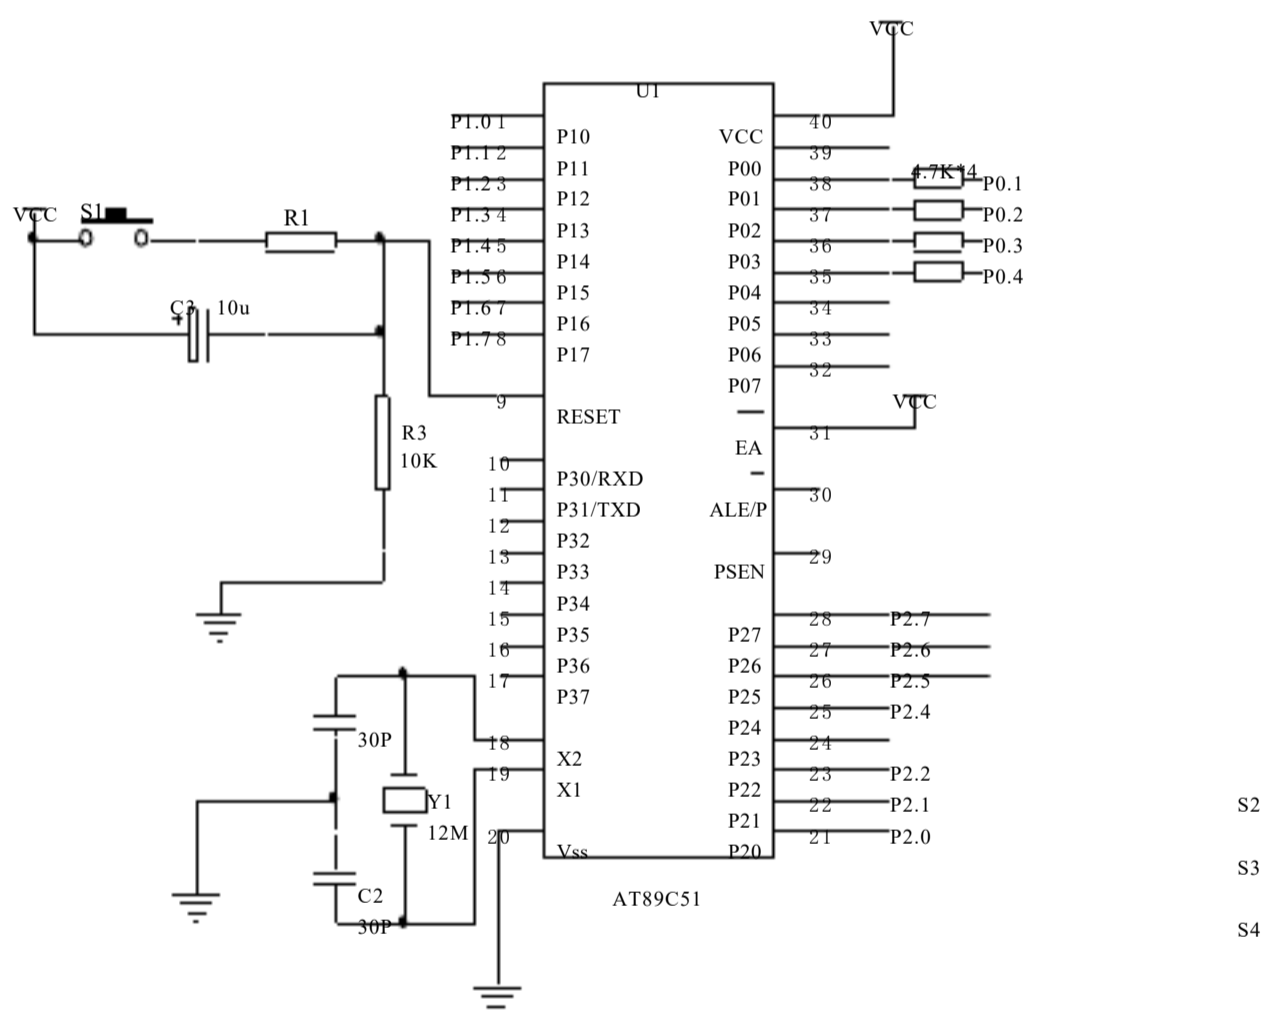 VCC
U1
P1.0 1
P10
VCC
40
P1.1 2
P11
P00
39
4.7K*4
P1.2 3
P12
P01
38
P0.1
P1.3 4
P13
P02
37
P0.2
P1.4 5
P14
P03
36
P0.3
P1.5 6
P15
P04
35
P0.4
P1.6 7
P16
P05
34
P1.7 8
P17
P06
33
P07
32
VCC
S1
R1
C3
+
10u
9
RESET
VCC
EA
31
R3
10K
10
P30/RXD
11
P31/TXD
ALE/P
30
12
P32
13
P33
PSEN
29
14
P34
15
P35
P27
28
P2.7
16
P36
P26
27
P2.6
17
P37
P25
26
P2.5
P24
25
P2.4
18
X2
P23
24
19
X1
P22
23
P2.2
P21
22
P2.1
20
Vss
P20
21
P2.0
30P
Y1
12M
C2
30P
AT89C51
S2
S3
S4